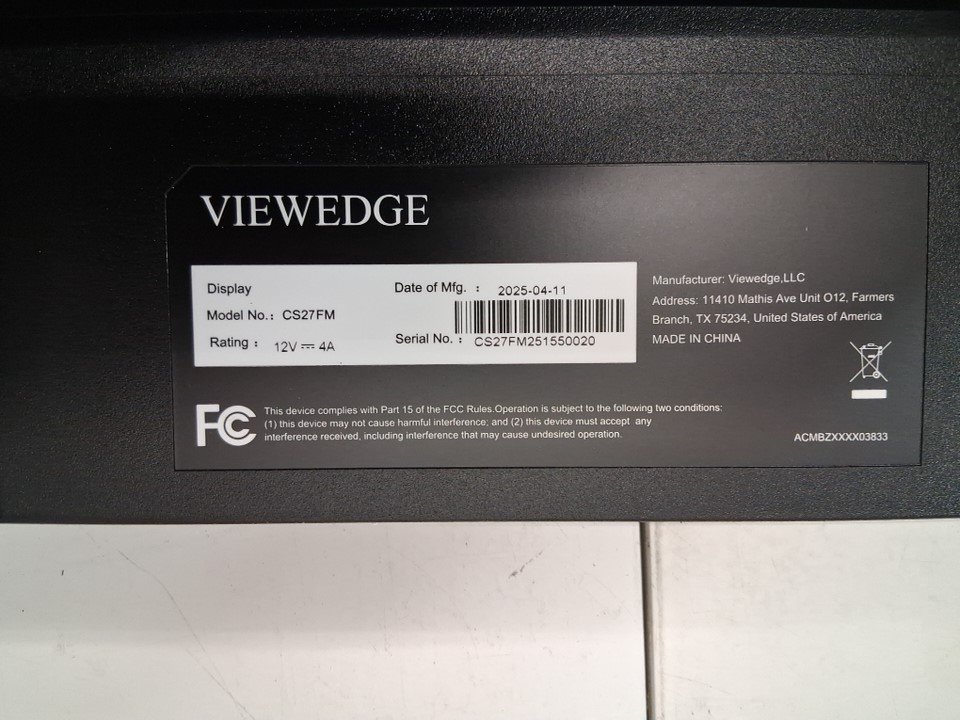 VIEWEDGE
Display
Model No.: CS27FM
Rating : 12V ⎓ 4A
Date of Mfg. : 2025-04-11
Serial No. : CS27FM251550020
Manufacturer: Viewedge,LLC
Address: 11410 Mathis Ave Unit O12, Farmers
Branch, TX 75234, United States of America
MADE IN CHINA
FC This device complies with Part 15 of the FCC Rules.Operation is subject to the following two conditions:
(1) this device may not cause harmful interference; and (2) this device must accept any
interference received, including interference that may cause undesired operation.
ACMBZXXXX03833